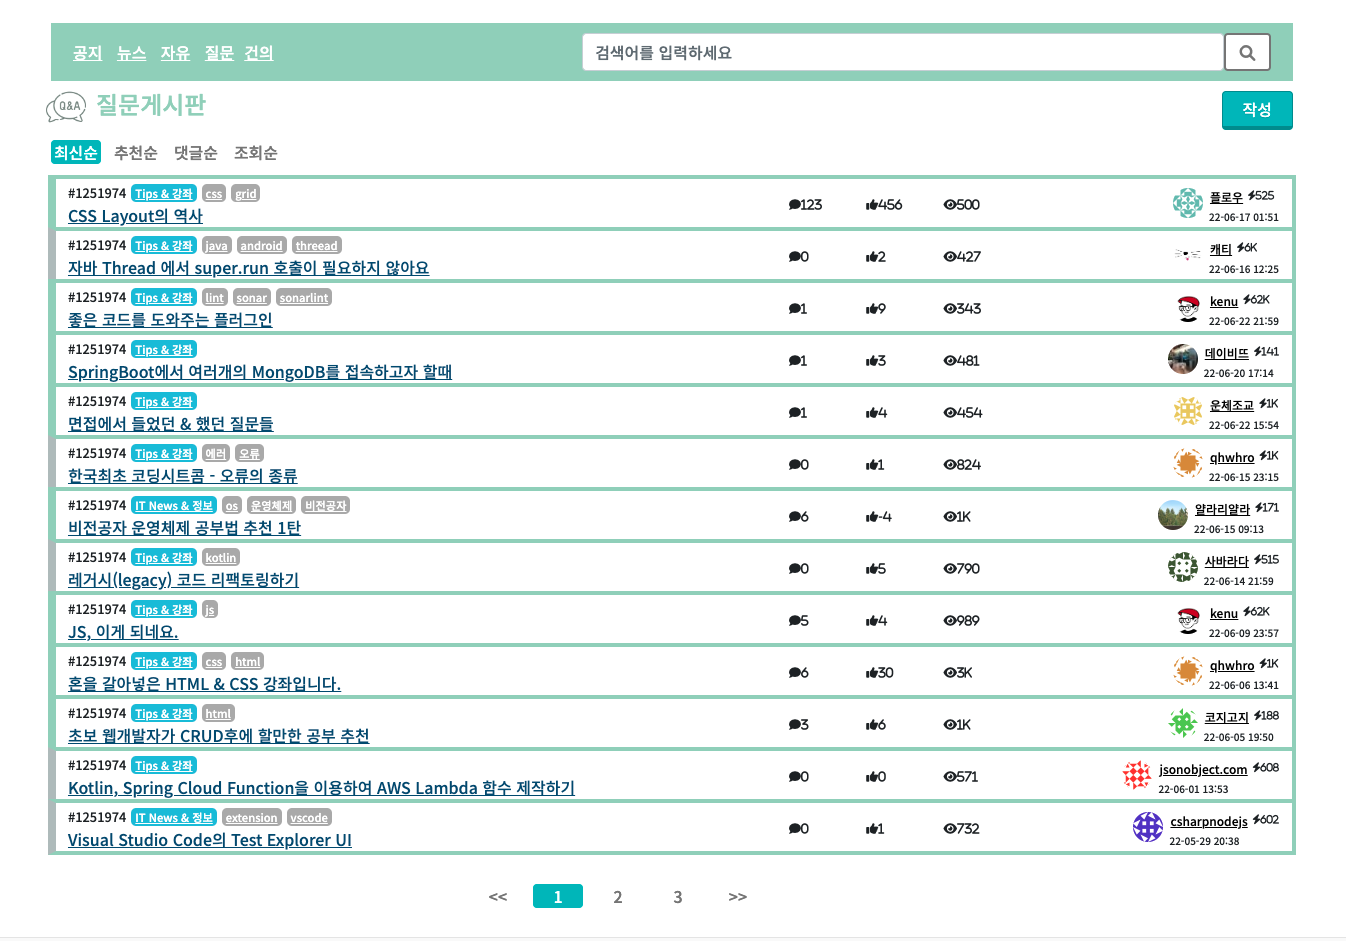 공지 뉴스 자유 질문 건의 검색어를 입력하세요
Q&A 질문게시판 작성
최신순 추천순 댓글순 조회순
#1251974 Tips & 강좌 css grid
CSS Layout의 역사 123 456 500 플로우 525
22-06-17 01:51
#1251974 Tips & 강좌 java android threead
자바 Thread 에서 super.run 호출이 필요하지 않아요 0 2 427 캐티 6K
22-06-16 12:25
#1251974 Tips & 강좌 lint sonar sonarlint
좋은 코드를 도와주는 플러그인 1 9 343 kenu 62K
22-06-22 21:59
#1251974 Tips & 강좌
SpringBoot에서 여러개의 MongoDB를 접속하고자 할때 1 3 481 데이비뜨 141
22-06-20 17:14
#1251974 Tips & 강좌
면접에서 들었던 & 했던 질문들 1 4 454 운체조교 1K
22-06-22 15:54
#1251974 Tips & 강좌 에러 오류
한국최초 코딩시트콤 - 오류의 종류 0 1 824 qhwhro 1K
22-06-15 23:15
#1251974 IT News & 정보 os 운영체제 비전공자
비전공자 운영체제 공부법 추천 1탄 6 -4 1K 얄라리얄라 171
22-06-15 09:13
#1251974 Tips & 강좌 kotlin
레거시(legacy) 코드 리팩토링하기 0 5 790 사바라다 515
22-06-14 21:59
#1251974 Tips & 강좌 js
JS, 이게 되네요. 5 4 989 kenu 62K
22-06-09 23:57
#1251974 Tips & 강좌 css html
혼을 갈아넣은 HTML & CSS 강좌입니다. 6 30 3K qhwhro 1K
22-06-06 13:41
#1251974 Tips & 강좌 html
초보 웹개발자가 CRUD후에 할만한 공부 추천 3 6 1K 코지고지 188
22-06-05 19:50
#1251974 Tips & 강좌
Kotlin, Spring Cloud Function을 이용하여 AWS Lambda 함수 제작하기 0 0 571 jsonobject.com 608
22-06-01 13:53
#1251974 IT News & 정보 extension vscode
Visual Studio Code의 Test Explorer UI 0 1 732 csharpnodejs 602
22-05-29 20:38
<< 1 2 3 >>